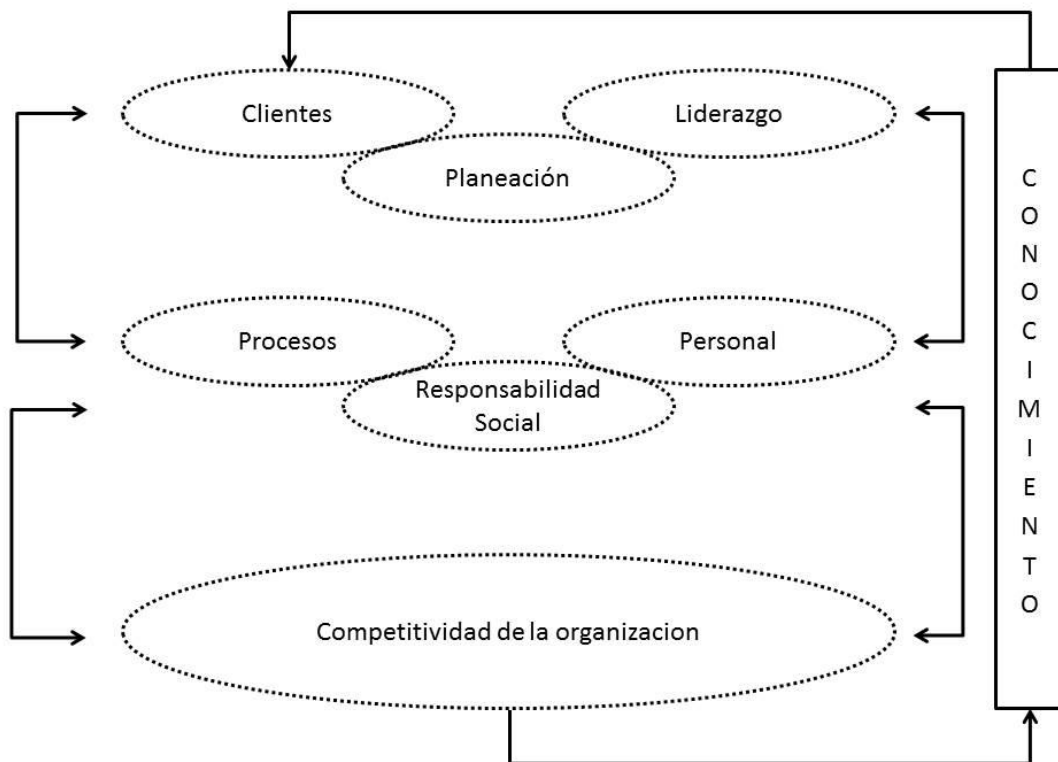 Clientes
Liderazgo
Planeación
Procesos
Personal
Responsabilidad
Social
Competitividad de la organizacion
C
O
N
O
C
I
M
I
E
N
T
O